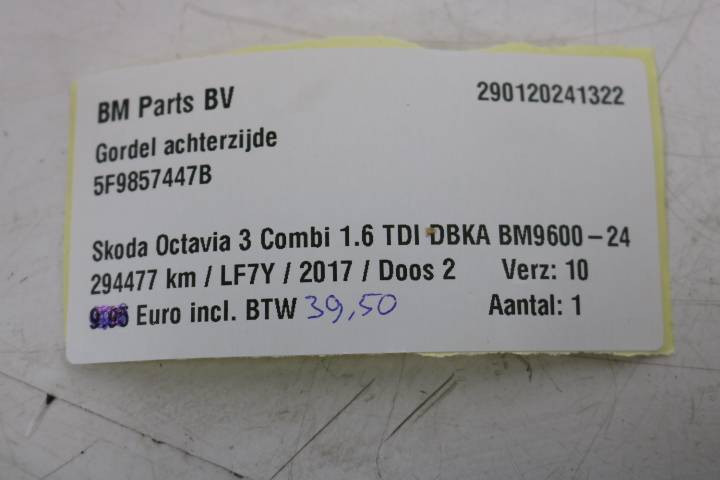 BM Parts BV 290120241322
Gordel achterzijde
5F9857447B
Skoda Octavia 3 Combi 1.6 TDI DBKA BM9600-24
294477 km / LF7Y / 2017 / Doos 2 Verz: 10
Euro incl. BTW 39,50 Aantal: 1